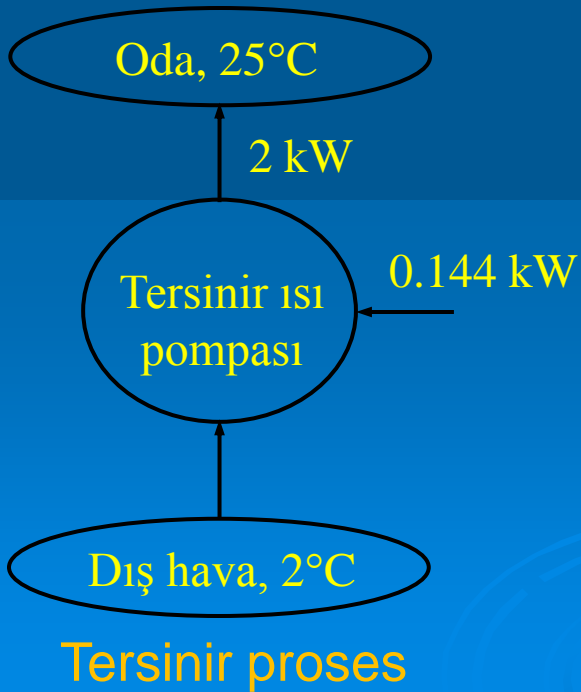 Oda, 25°C
2 kW
0.144 kW
Tersinir ısı
pompası
Dış hava, 2°C
Tersinir proses